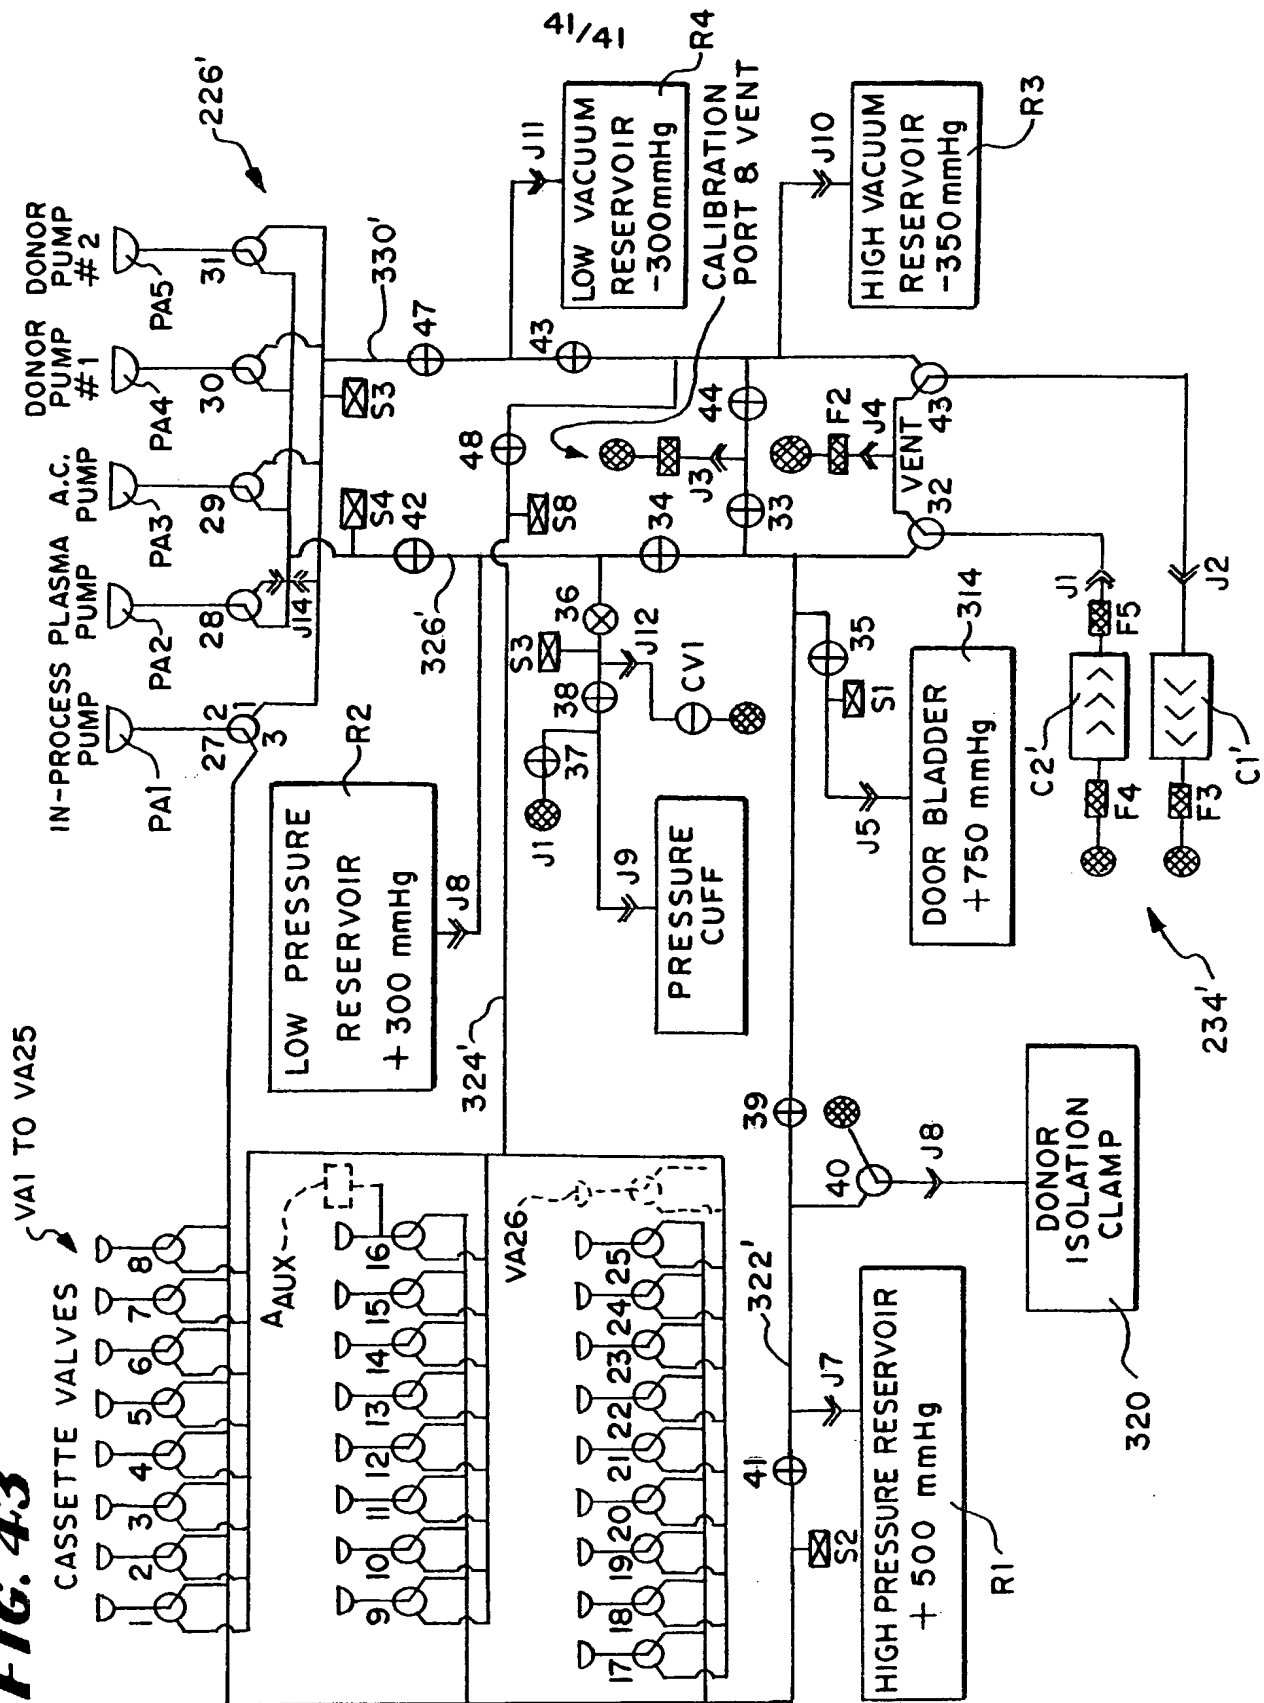 41/41
FIG. 43
CASSETTE VALVES
VA1 TO VA25
IN-PROCESS
PUMP
PLASMA
PUMP
A.C.
PUMP
DONOR
PUMP
#1
DONOR
PUMP
#2
226'
PA1
PA2
PA3
PA4
PA5
27
2
1
3
28
29
30
31
J14
S4
S3
330'
42
47
326'
1
2
3
4
5
6
7
8
AAUX
9
10
11
12
13
14
15
16
VA26
17
18
19
20
21
22
23
24
25
LOW PRESSURE
RESERVOIR
+300 mmHg
R2
J8
324'
48
S8
43
J11
LOW VACUUM
RESERVOIR
-300mmHg
R4
CALIBRATION
PORT & VENT
36
S3
38
37
J1
J12
CV1
J9
PRESSURE
CUFF
34
J3
33
44
F2
J4
VENT
32
43
J10
HIGH VACUUM
RESERVOIR
-350mmHg
R3
35
S1
J5
DOOR BLADDER
+750 mmHg
314
C2'
F4
F5
J1
C1'
F3
J2
234'
39
40
J8
DONOR
ISOLATION
CLAMP
320
322'
41
S2
J7
HIGH PRESSURE RESERVOIR
+ 500 mmHg
R1